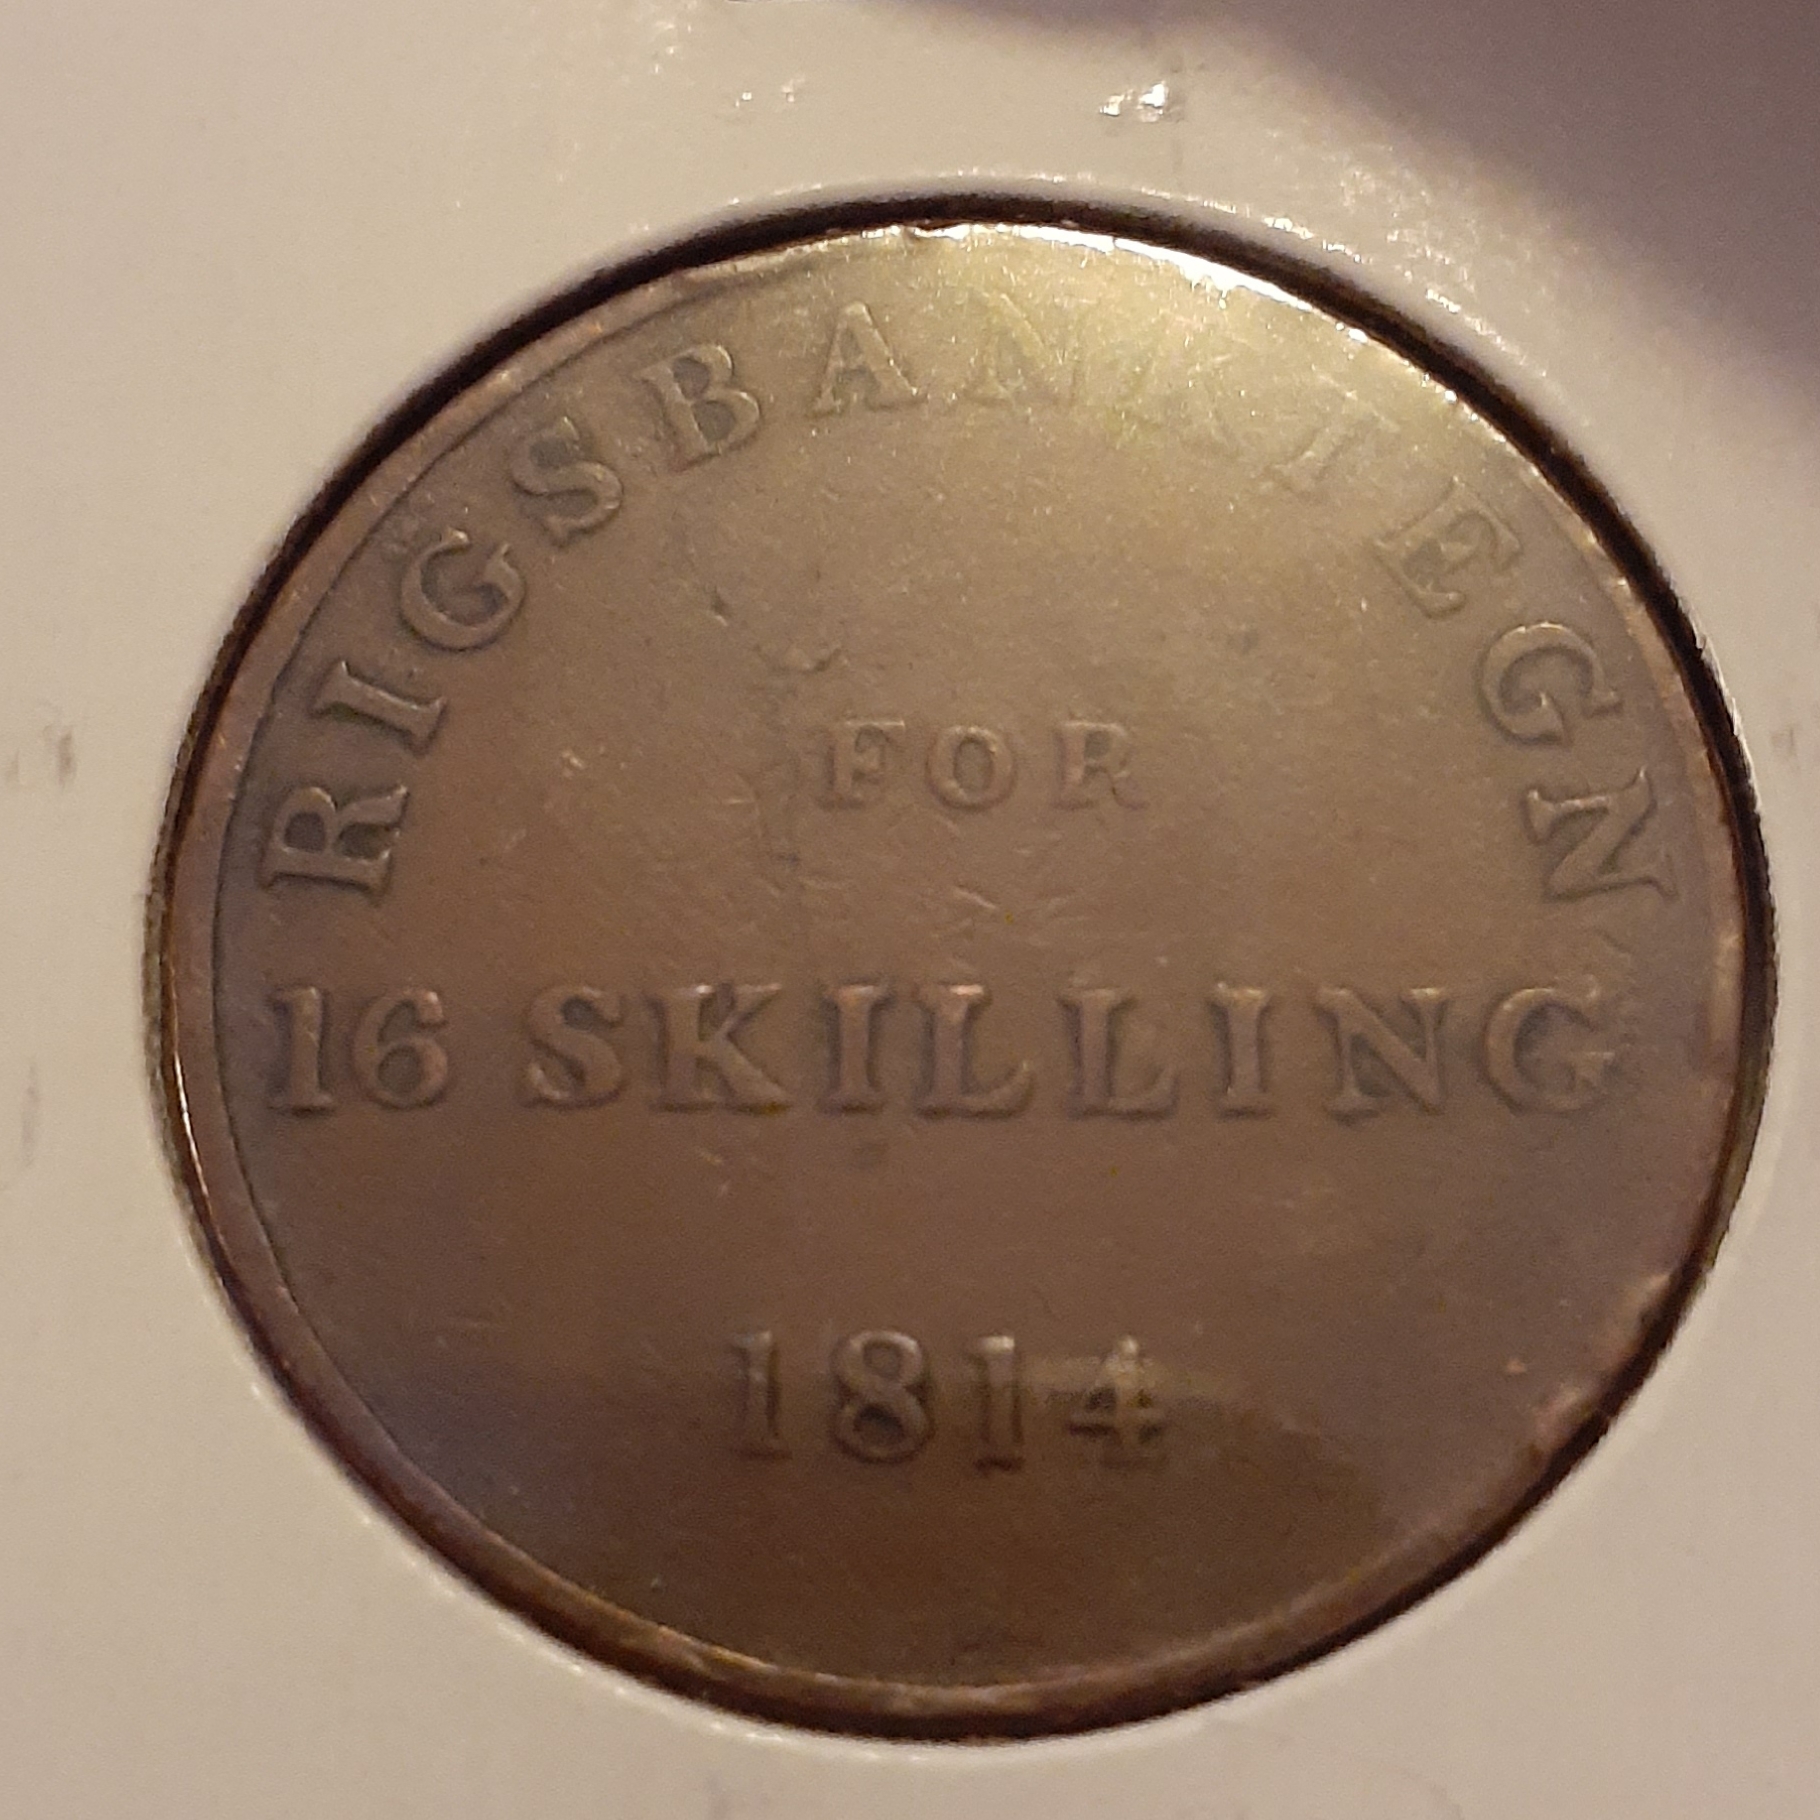 RIGSBANKTEGN
FOR
16 SKILLING
1814